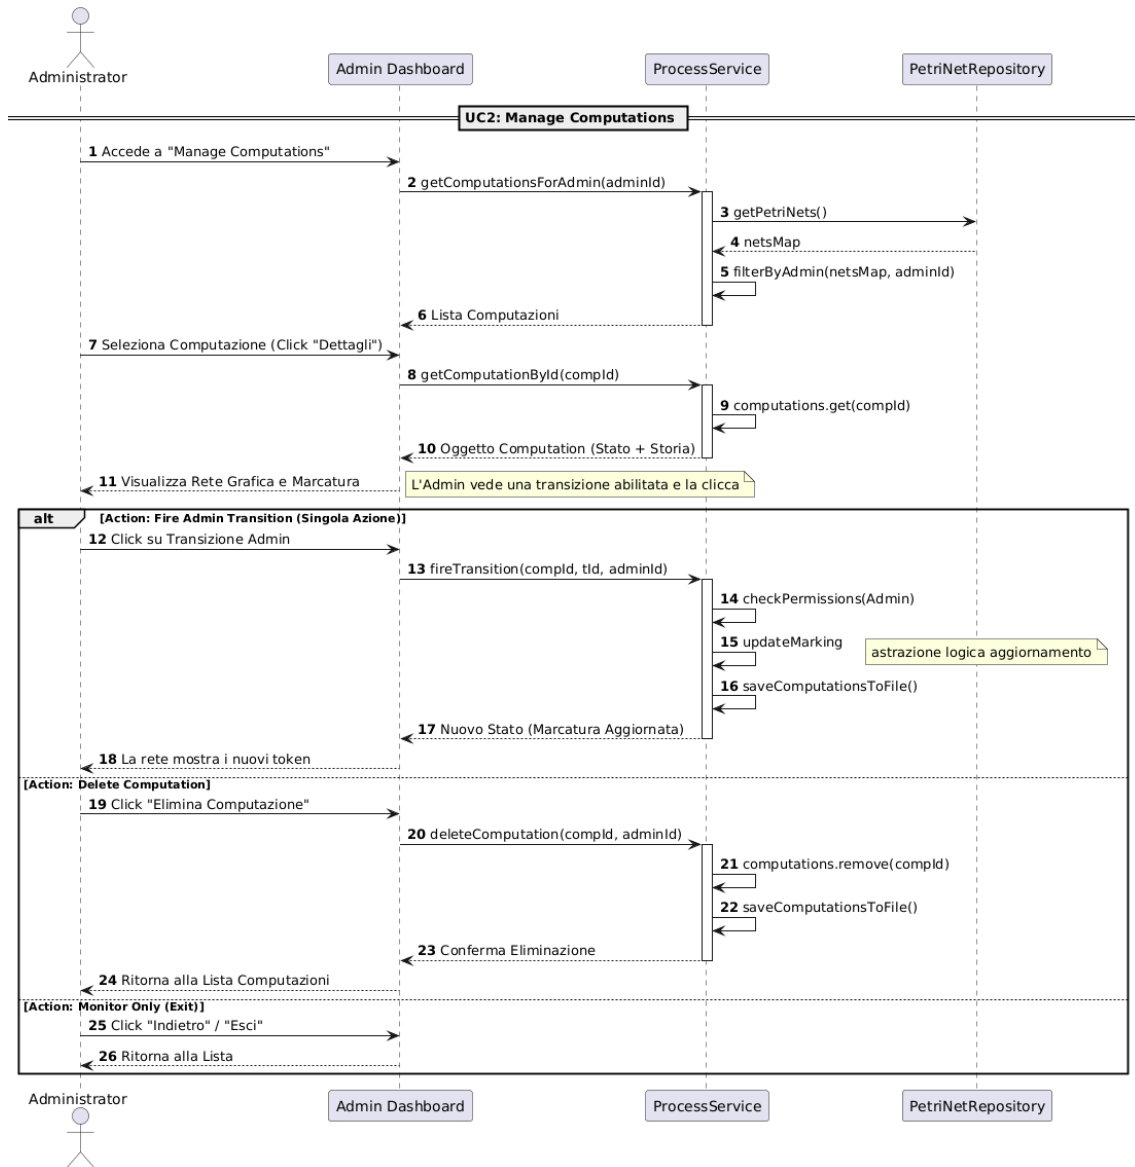 Administrator
Admin Dashboard
ProcessService
PetriNetRepository
UC2: Manage Computations
1 Accede a "Manage Computations"
2 getComputationsForAdmin(adminId)
3 getPetriNets()
4 netsMap
5 filterByAdmin(netsMap, adminId)
6 Lista Computazioni
7 Seleziona Computazione (Click "Dettagli")
8 getComputationById(compId)
9 computations.get(compId)
10 Oggetto Computation (Stato + Storia)
11 Visualizza Rete Grafica e Marcatura
L'Admin vede una transizione abilitata e la clicca
alt
[Action: Fire Admin Transition (Singola Azione)]
12 Click su Transizione Admin
13 fireTransition(compId, tId, adminId)
14 checkPermissions(Admin)
15 updateMarking
astrazione logica aggiornamento
16 saveComputationsToFile()
17 Nuovo Stato (Marcatura Aggiornata)
18 La rete mostra i nuovi token
[Action: Delete Computation]
19 Click "Elimina Computazione"
20 deleteComputation(compId, adminId)
21 computations.remove(compId)
22 saveComputationsToFile()
23 Conferma Eliminazione
24 Ritorna alla Lista Computazioni
[Action: Monitor Only (Exit)]
25 Click "Indietro" / "Esci"
26 Ritorna alla Lista
Administrator
Admin Dashboard
ProcessService
PetriNetRepository